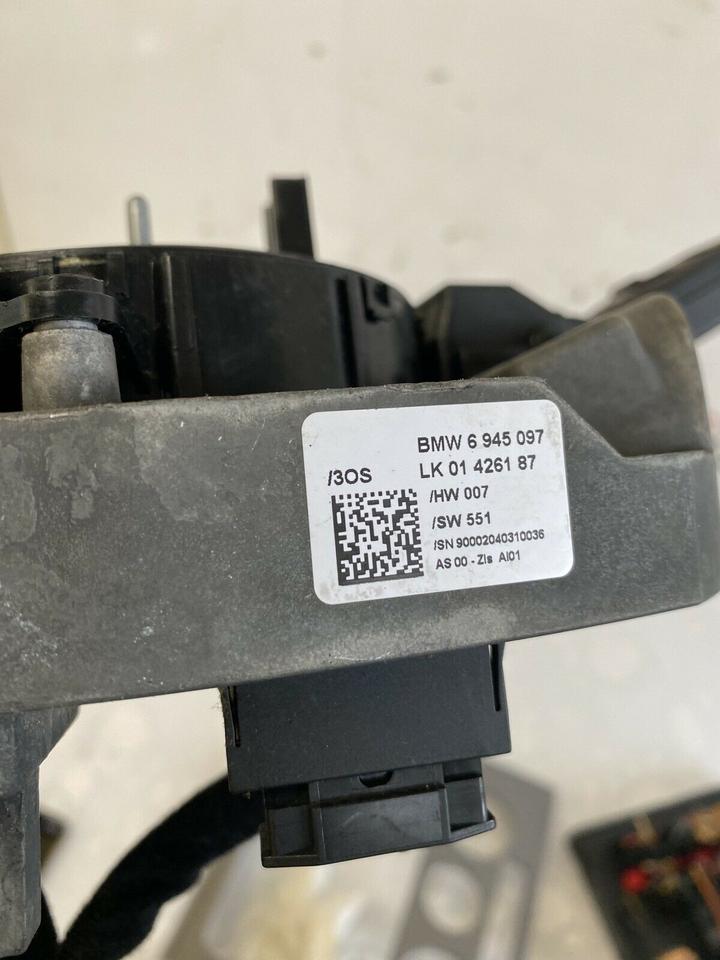 BMW 6 945 097
/3OS LK 01 4261 87
/HW 007
/SW 551
/SN 90002040310036
AS 00 - Zls AI01